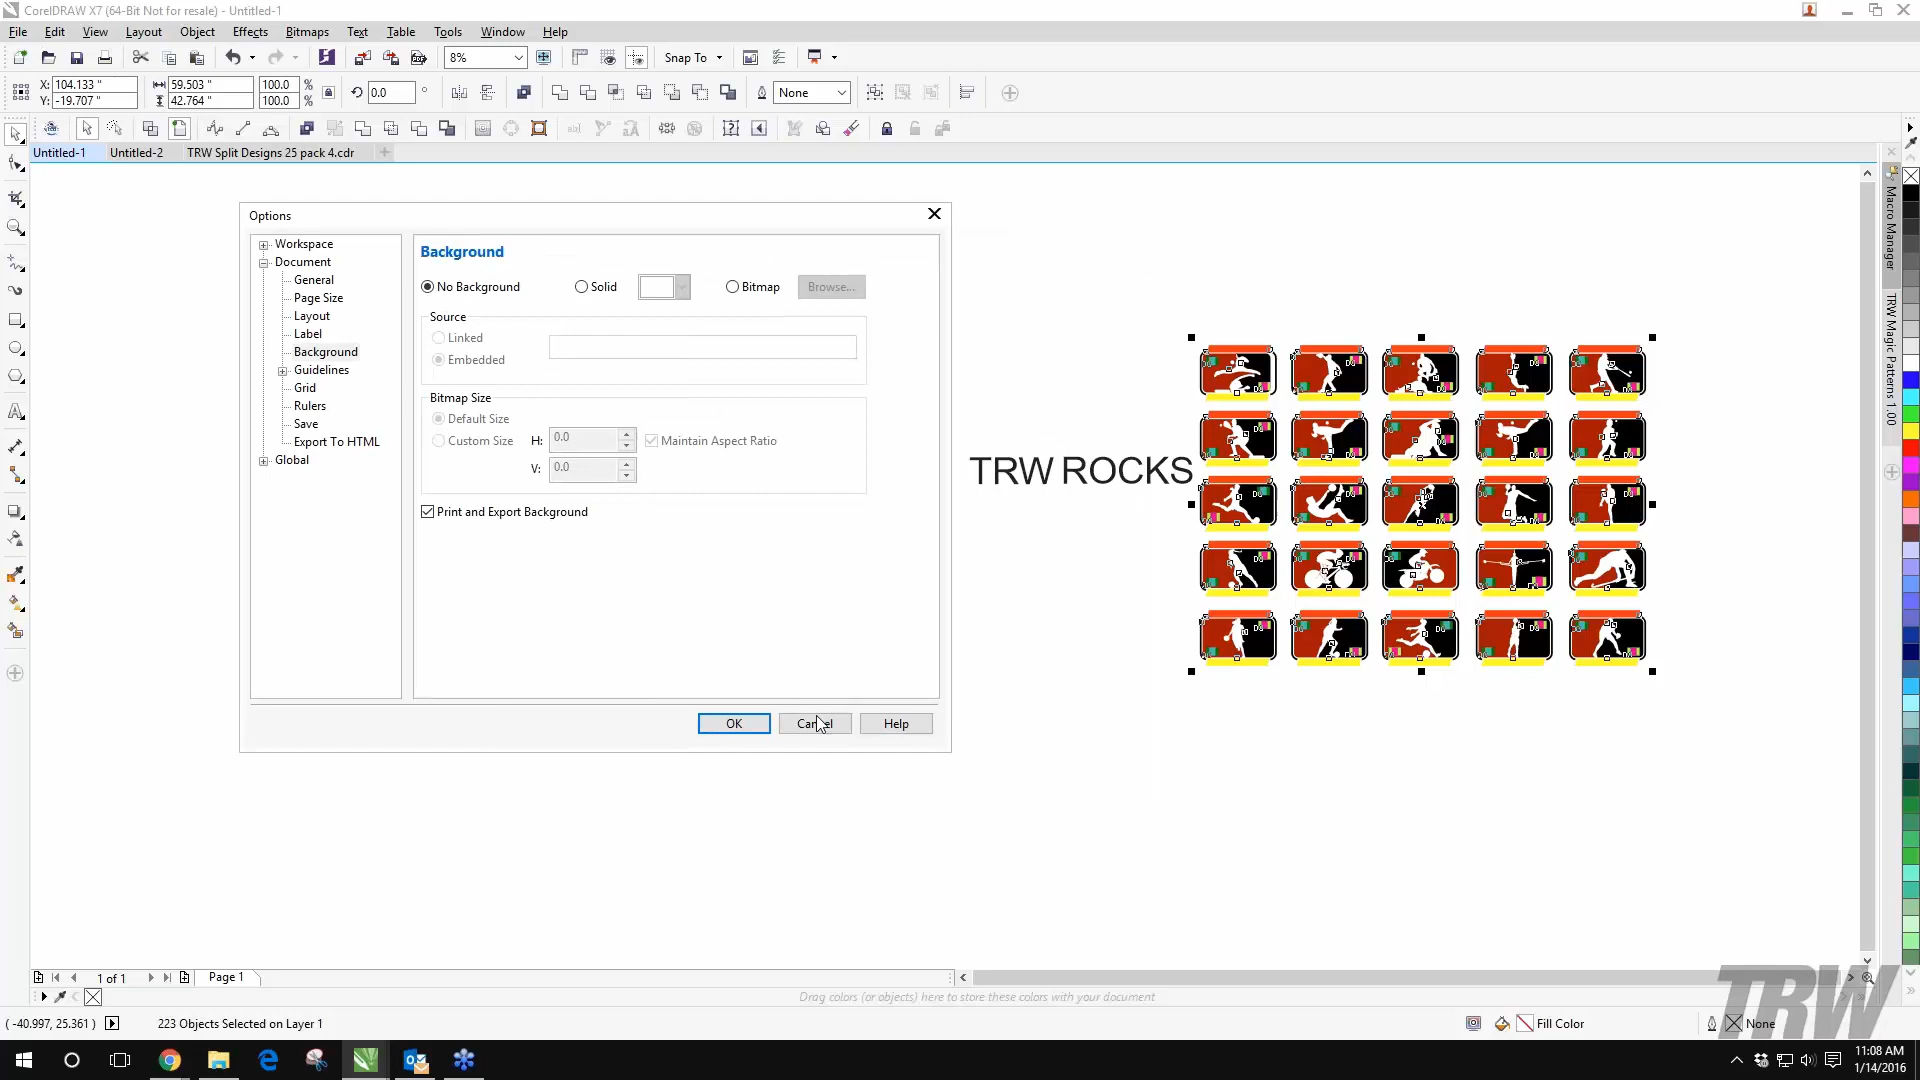 CorelDRAW X7 (64-Bit Not for resale) - Untitled-1
File Edit View Layout Object Effects Bitmaps Text Table Tools Window Help
8% Snap To
X: 104.133 " 59.503 " 100.0 % 0.0 ° None
Y: -19.707 " 42.764 " 100.0 %
Untitled-1 Untitled-2 TRW Split Designs 25 pack 4.cdr
Options
Workspace
Document
General
Page Size
Layout
Label
Background
Guidelines
Grid
Rulers
Save
Export To HTML
Global
Background
No Background Solid Bitmap Browse...
Source
Linked
Embedded
Bitmap Size
Default Size
Custom Size H: 0.0 Maintain Aspect Ratio
V: 0.0
Print and Export Background
OK Cancel Help
TRW ROCKS
Macro Manager
TRW Magic Patterns 1.00
1 of 1 Page 1
Drag colors (or objects) here to store these colors with your document
( -40.997, 25.361 ) 223 Objects Selected on Layer 1 Fill Color None
TRW
11:08 AM
1/14/2016